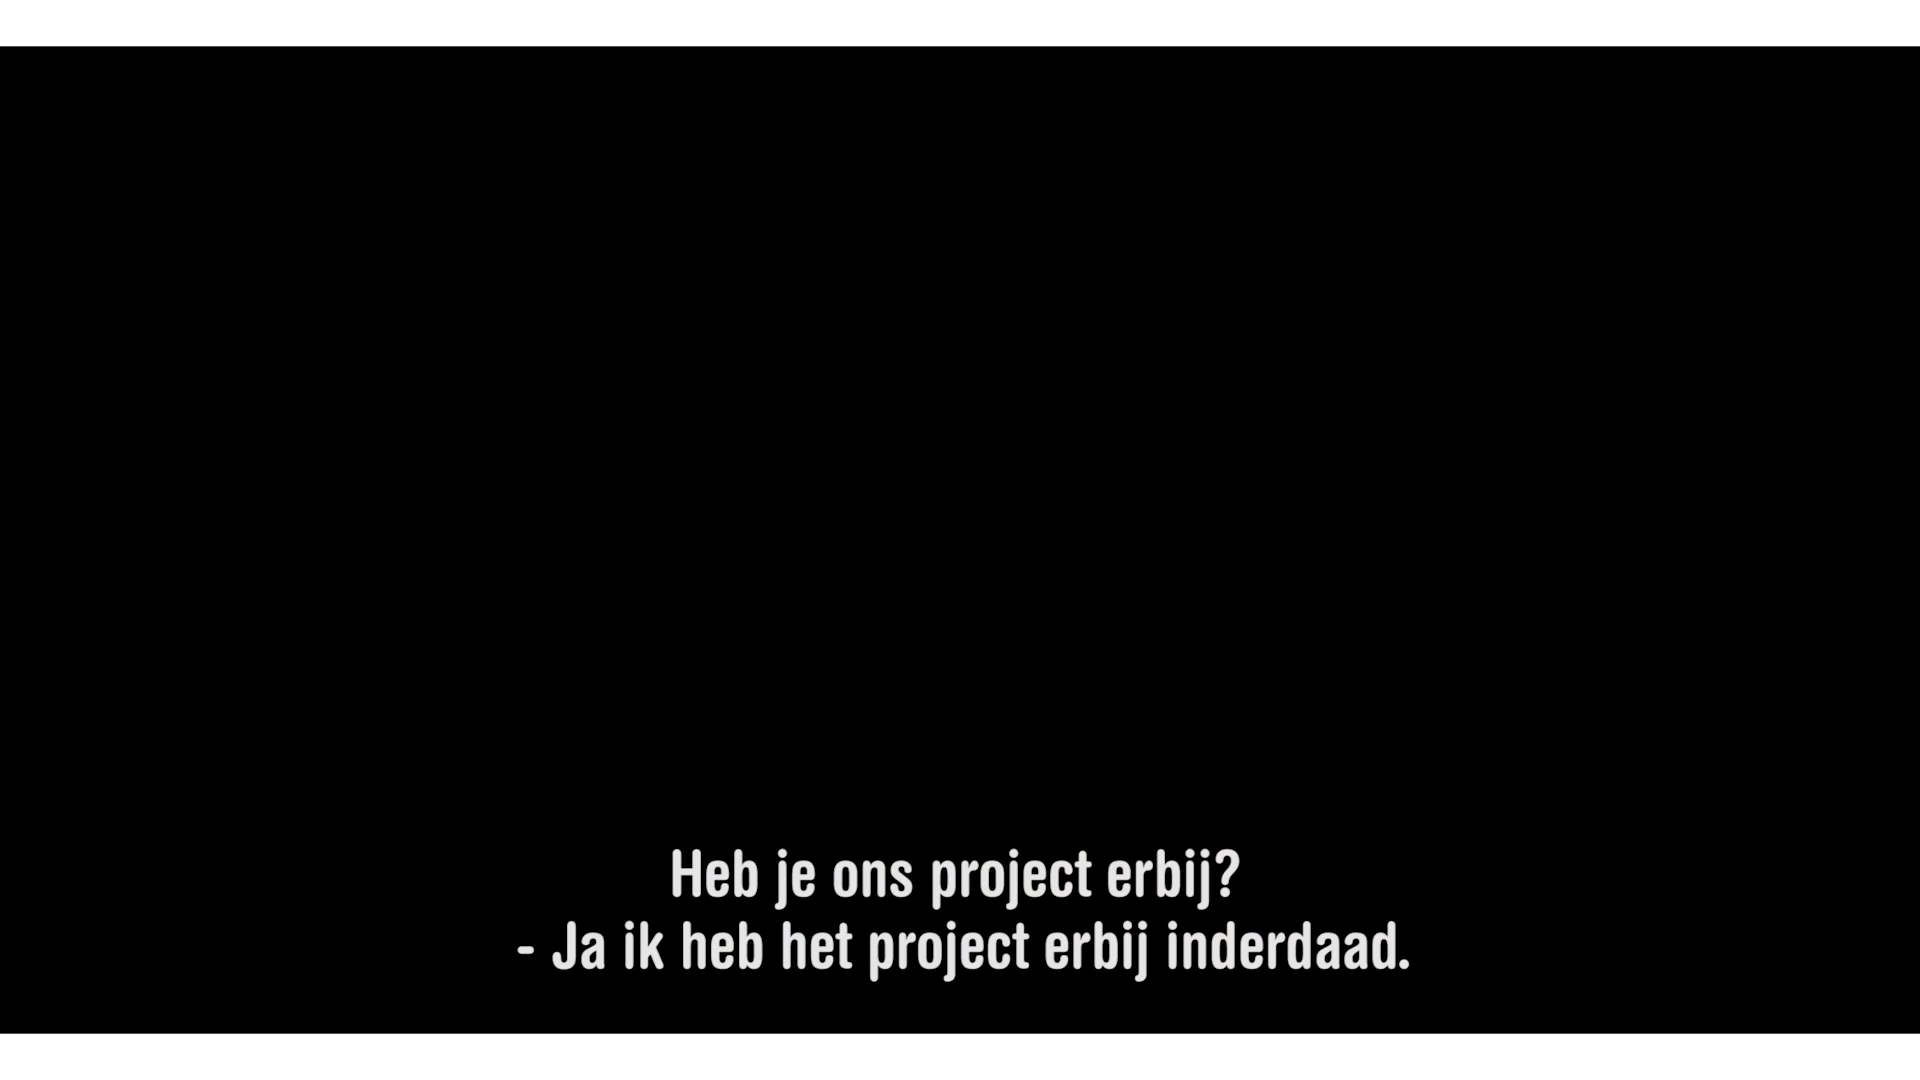 Heb je ons project erbij?
- Ja ik heb het project erbij inderdaad.